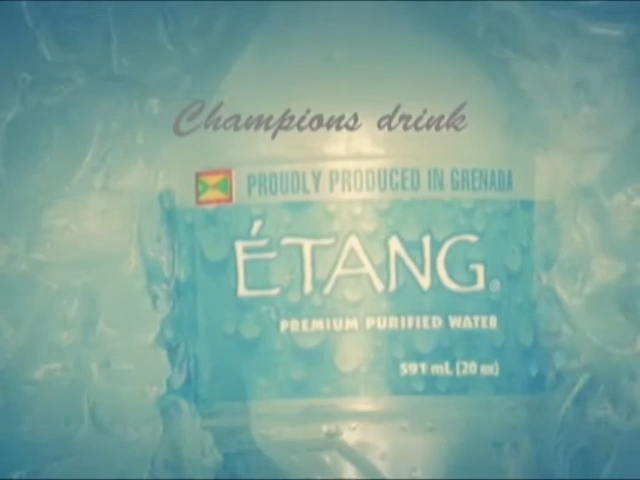 Champions drink
PROUDLY PRODUCED IN GRENADA
ÉTANG®
PREMIUM PURIFIED WATER
591 mL (20 oz)